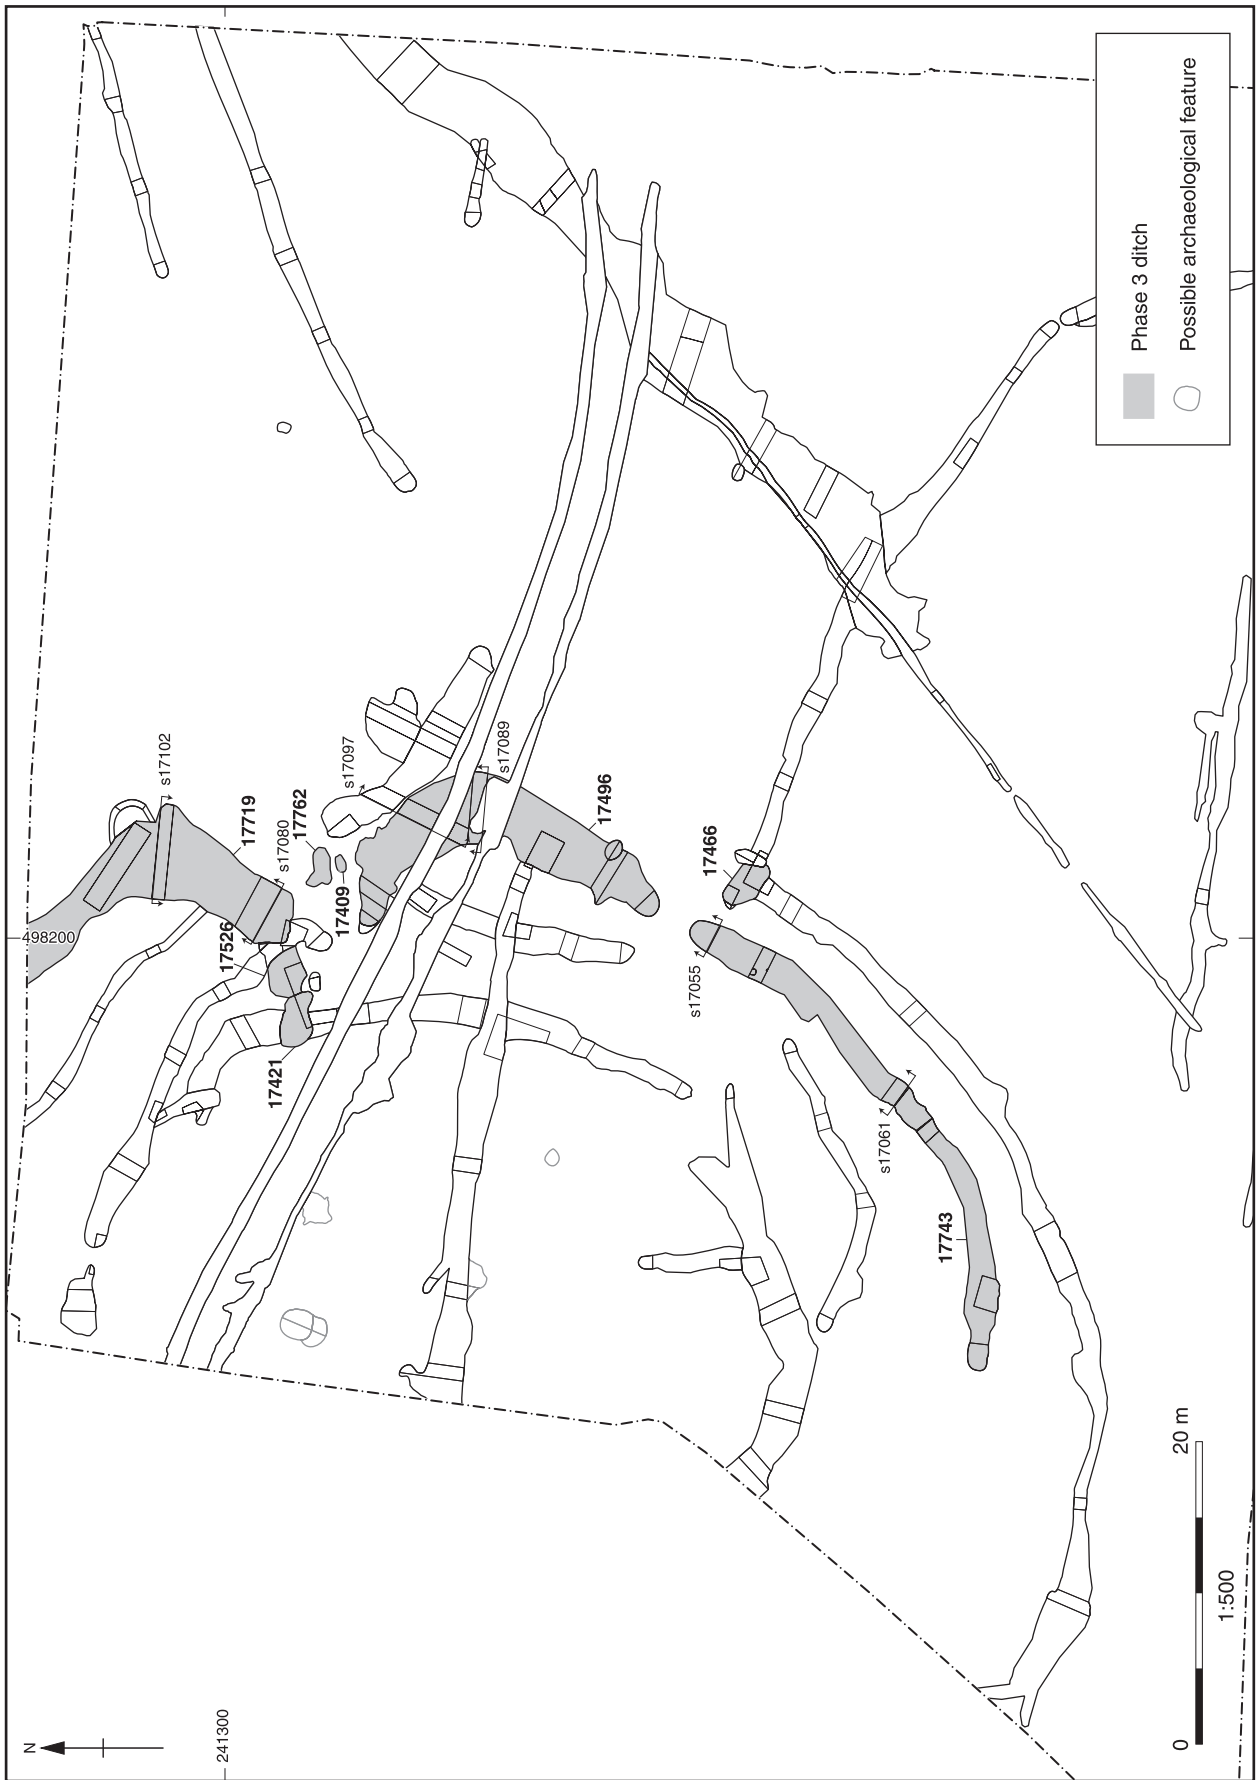 N
241300
498200
s17102
17719
s17080
17762
s17097
17526
17409
17421
s17089
17496
17466
s17055
s17061
17743
Phase 3 ditch
Possible archaeological feature
0
20 m
1:500